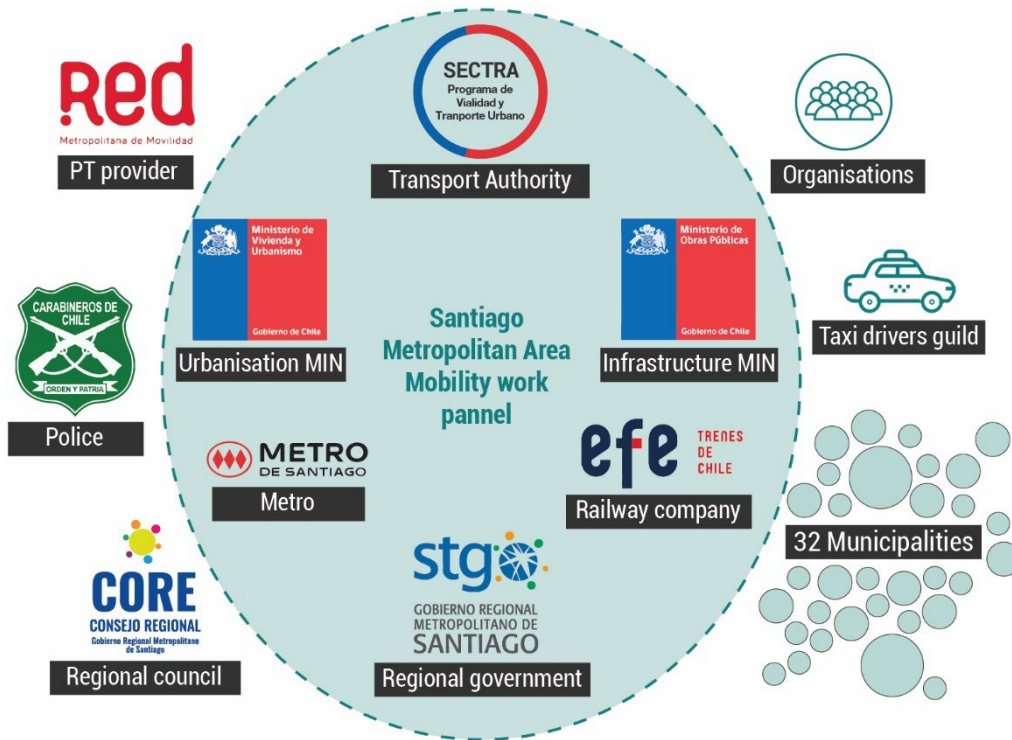 Red
Metropolitana de Movilidad
PT provider
SECTRA
Programa de
Vialidad y
Tranporte Urbano
Transport Authority
Organisations
Ministerio de
Vivienda y
Urbanismo
Gobierno de Chile
Urbanisation MIN
Ministerio de
Obras Públicas
Gobierno de Chile
Infrastructure MIN
Taxi drivers guild
CARABINEROS DE
CHILE
ORDEN Y PATRIA
Police
Santiago
Metropolitan Area
Mobility work
pannel
METRO
DE SANTIAGO
Metro
efe
TRENES
DE
CHILE
Railway company
32 Municipalities
CORE
CONSEJO REGIONAL
Gobierno Regional Metropolitano
de Santiago
Regional council
stgo
GOBIERNO REGIONAL
METROPOLITANO DE
SANTIAGO
Regional government